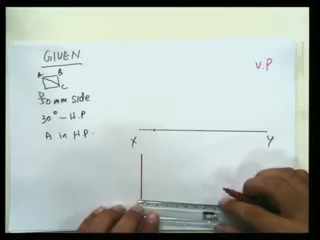 GIVEN
A B
D C
50 mm side
30° - H.P
A in H.P.
V.P
X Y